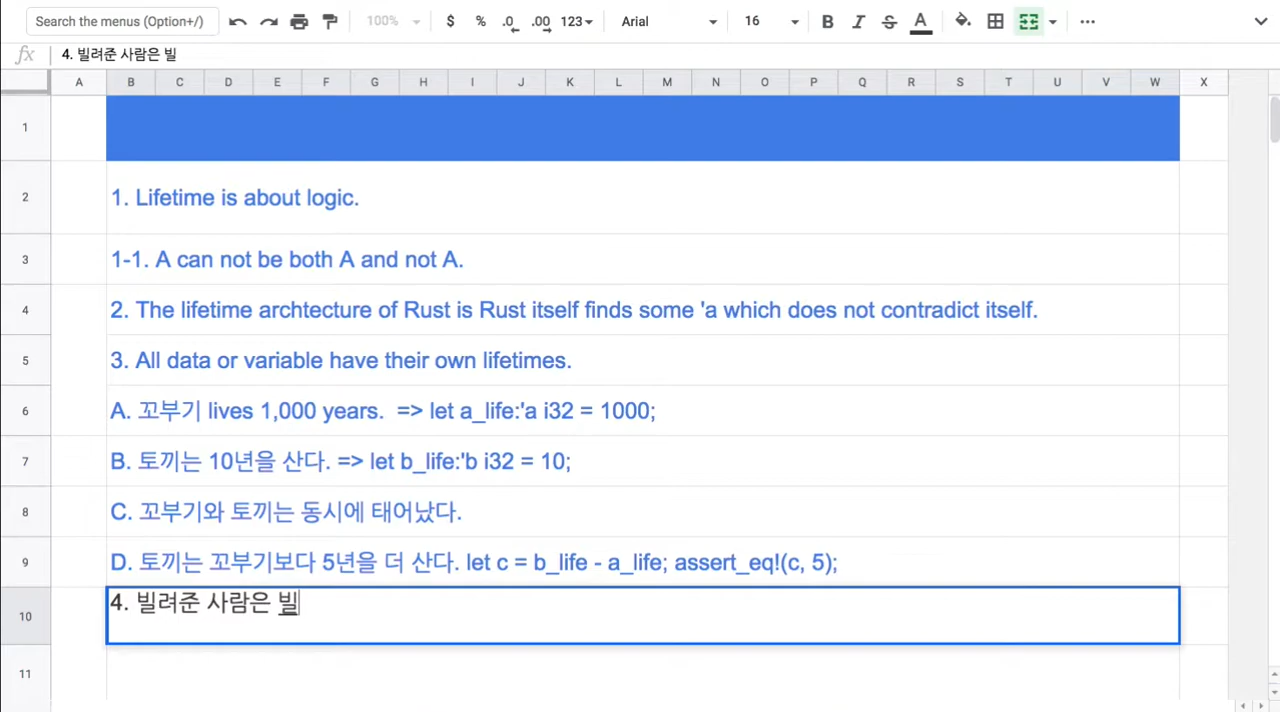 Search the menus (Option+/) 100% $ % .0 .00 123 Arial 16 B I S A
fx 4. 빌려준 사람은 빌
A B C D E F G H I J K L M N O P Q R S T U V W X
1
2 1. Lifetime is about logic.
3 1-1. A can not be both A and not A.
4 2. The lifetime archtecture of Rust is Rust itself finds some 'a which does not contradict itself.
5 3. All data or variable have their own lifetimes.
6 A. 꼬부기 lives 1,000 years.  => let a_life:'a i32 = 1000;
7 B. 토끼는 10년을 산다. => let b_life:'b i32 = 10;
8 C. 꼬부기와 토끼는 동시에 태어났다.
9 D. 토끼는 꼬부기보다 5년을 더 산다. let c = b_life - a_life; assert_eq!(c, 5);
10 4. 빌려준 사람은 빌
11